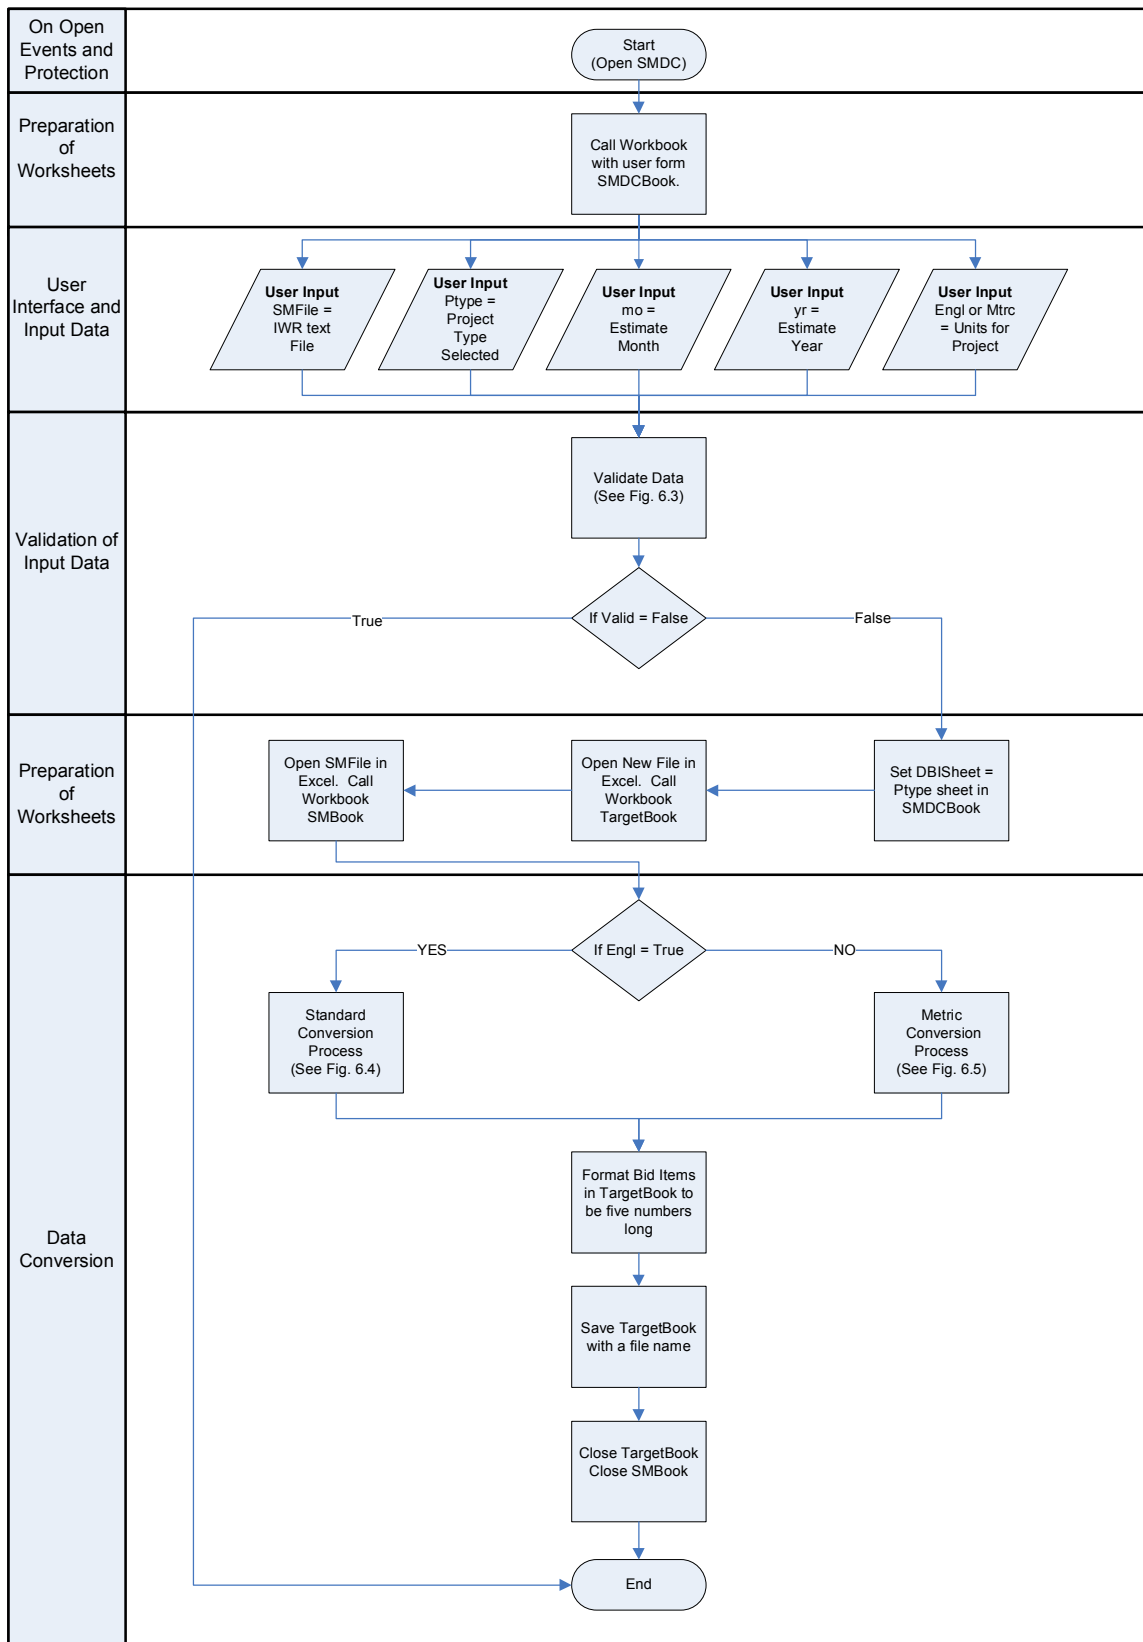 On Open
Events and
Protection
Start
(Open SMDC)
Preparation
of
Worksheets
Call Workbook
with user form
SMDCBook.
User
Interface and
Input Data
User Input
SMFile =
IWR text
File
User Input
Ptype =
Project
Type
Selected
User Input
mo =
Estimate
Month
User Input
yr =
Estimate
Year
User Input
Engl or Mtrc
= Units for
Project
Validation of
Input Data
Validate Data
(See Fig. 6.3)
If Valid = False
True
False
Preparation
of
Worksheets
Open SMFile in
Excel. Call
Workbook
SMBook
Open New File in
Excel. Call
Workbook
TargetBook
Set DBISheet =
Ptype sheet in
SMDCBook
Data
Conversion
If Engl = True
YES
NO
Standard
Conversion
Process
(See Fig. 6.4)
Metric
Conversion
Process
(See Fig. 6.5)
Format Bid Items
in TargetBook to
be five numbers
long
Save TargetBook
with a file name
Close TargetBook
Close SMBook
End